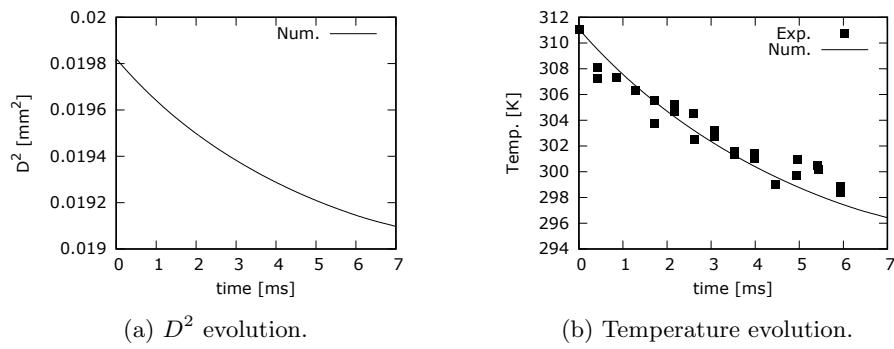 0.02
0.0198
0.0196
0.0194
0.0192
0.019
D² [mm²]
Num.
0 1 2 3 4 5 6 7
time [ms]
(a) D² evolution.
312
310
308
306
304
302
300
298
296
294
Temp. [K]
Exp.
Num.
0 1 2 3 4 5 6 7
time [ms]
(b) Temperature evolution.